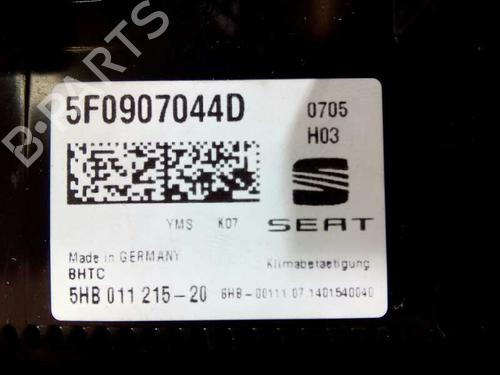 5F0907044D
0705
H03
YMS K07
SEAT
Made in GERMANY
BHTC
Klimabetaetigung
5HB 011 215-20
6HB-00111.07.1401540040
B-PARTS